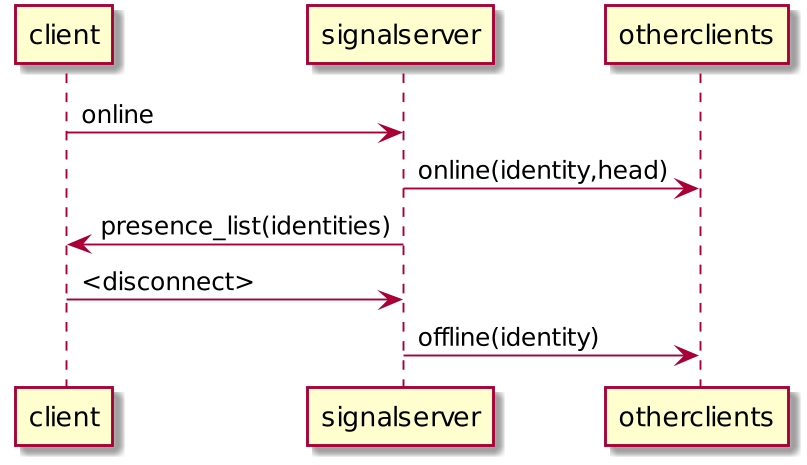 client
signalserver
otherclients
online
online(identity,head)
presence_list(identities)
<disconnect>
offline(identity)
client
signalserver
otherclients